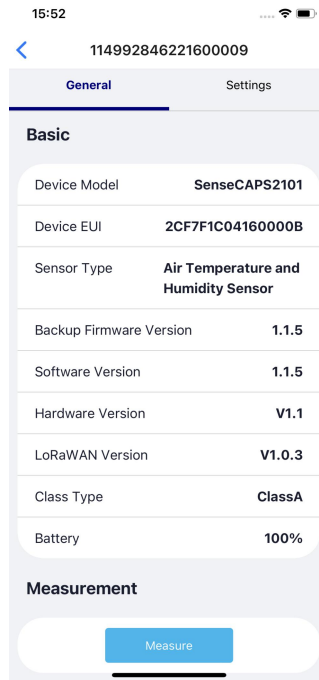 15:52
114992846221600009
General
Settings
Basic
Device Model SenseCAPS2101
Device EUI 2CF7F1C04160000B
Sensor Type Air Temperature and
Humidity Sensor
Backup Firmware Version 1.1.5
Software Version 1.1.5
Hardware Version V1.1
LoRaWAN Version V1.0.3
Class Type ClassA
Battery 100%
Measurement
Measure